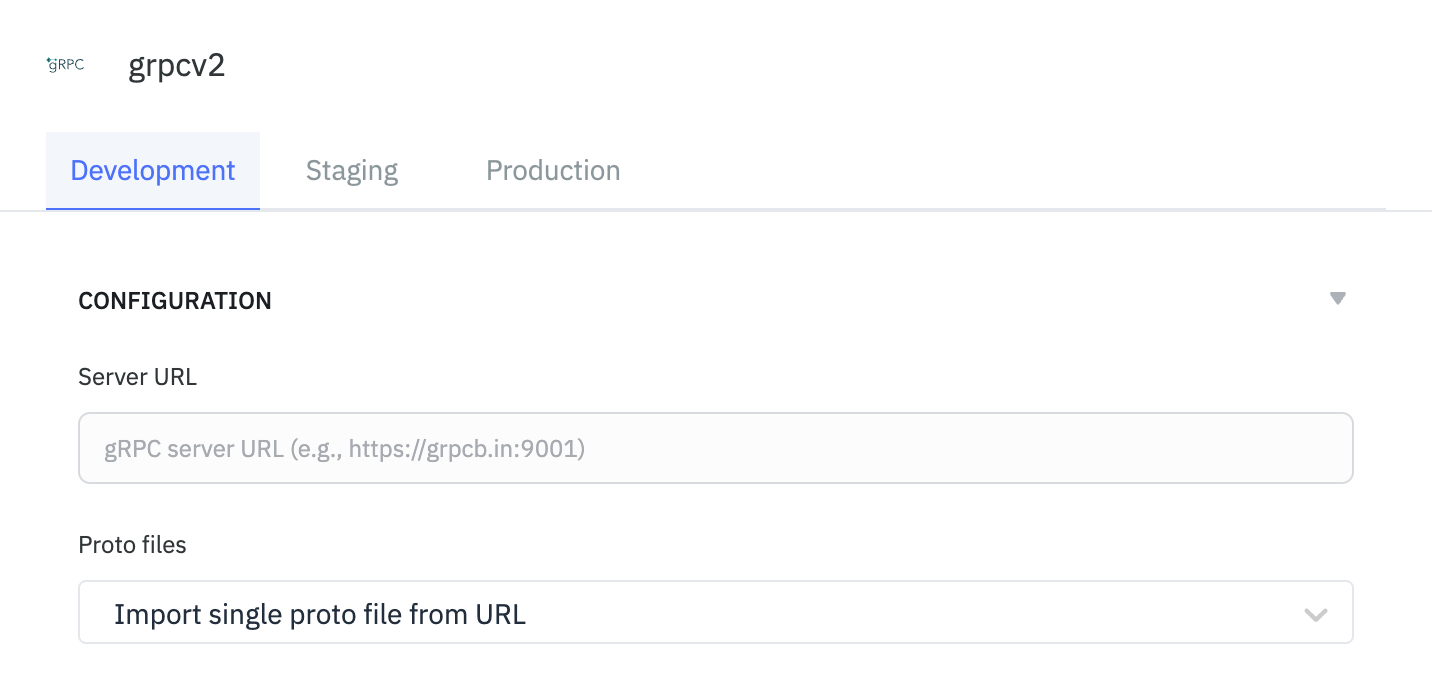 gRPC grpcv2
Development Staging Production
CONFIGURATION
Server URL
gRPC server URL (e.g., https://grpcb.in:9001)
Proto files
Import single proto file from URL